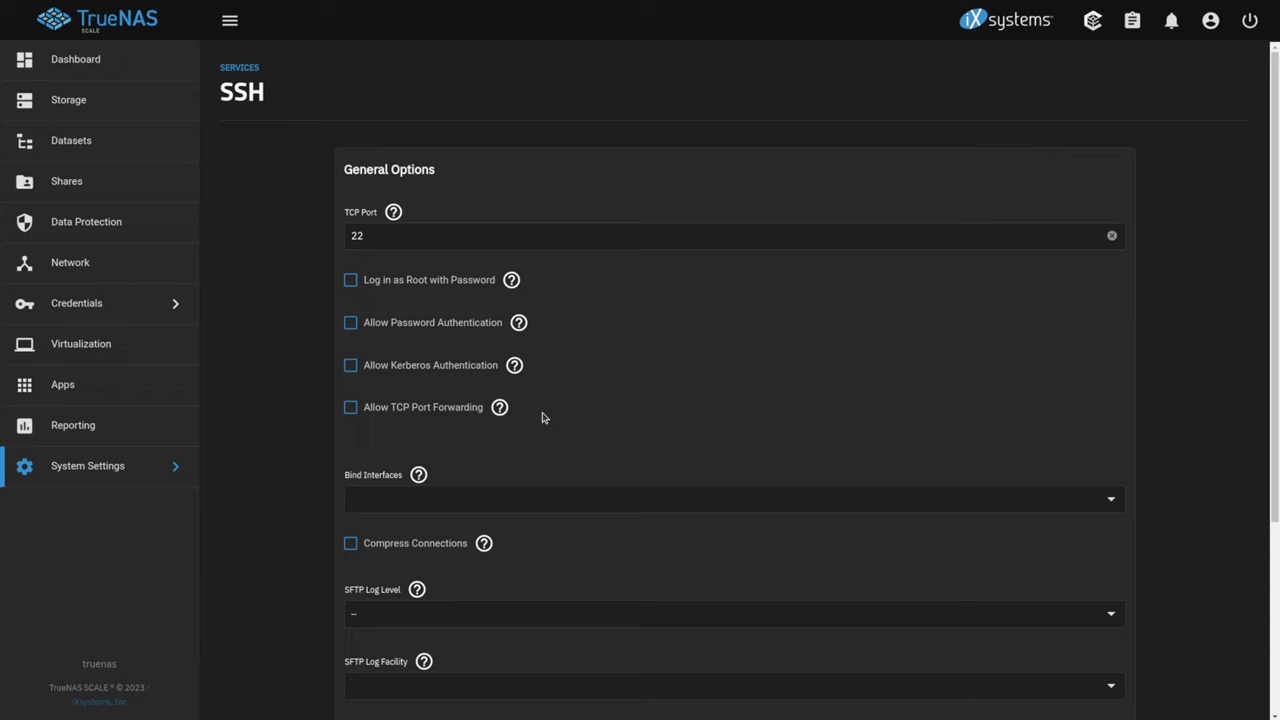 TrueNAS
SCALE
iXsystems
Dashboard
Storage
Datasets
Shares
Data Protection
Network
Credentials
Virtualization
Apps
Reporting
System Settings
truenas
TrueNAS SCALE ® © 2023 -
iXsystems, Inc
SERVICES
SSH
General Options
TCP Port
22
Log in as Root with Password
Allow Password Authentication
Allow Kerberos Authentication
Allow TCP Port Forwarding
Bind Interfaces
Compress Connections
SFTP Log Level
--
SFTP Log Facility